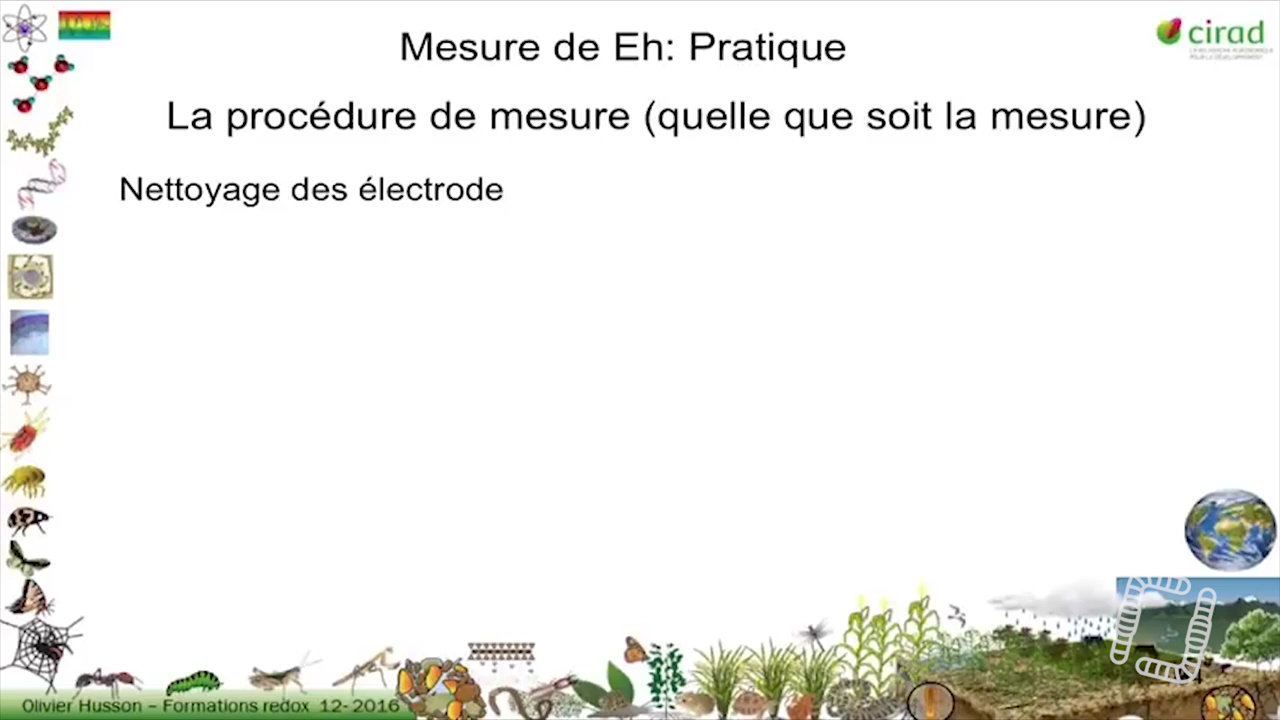 Mesure de Eh: Pratique
cirad
La procédure de mesure (quelle que soit la mesure)
Nettoyage des électrode
Olivier Husson – Formations redox 12- 2016